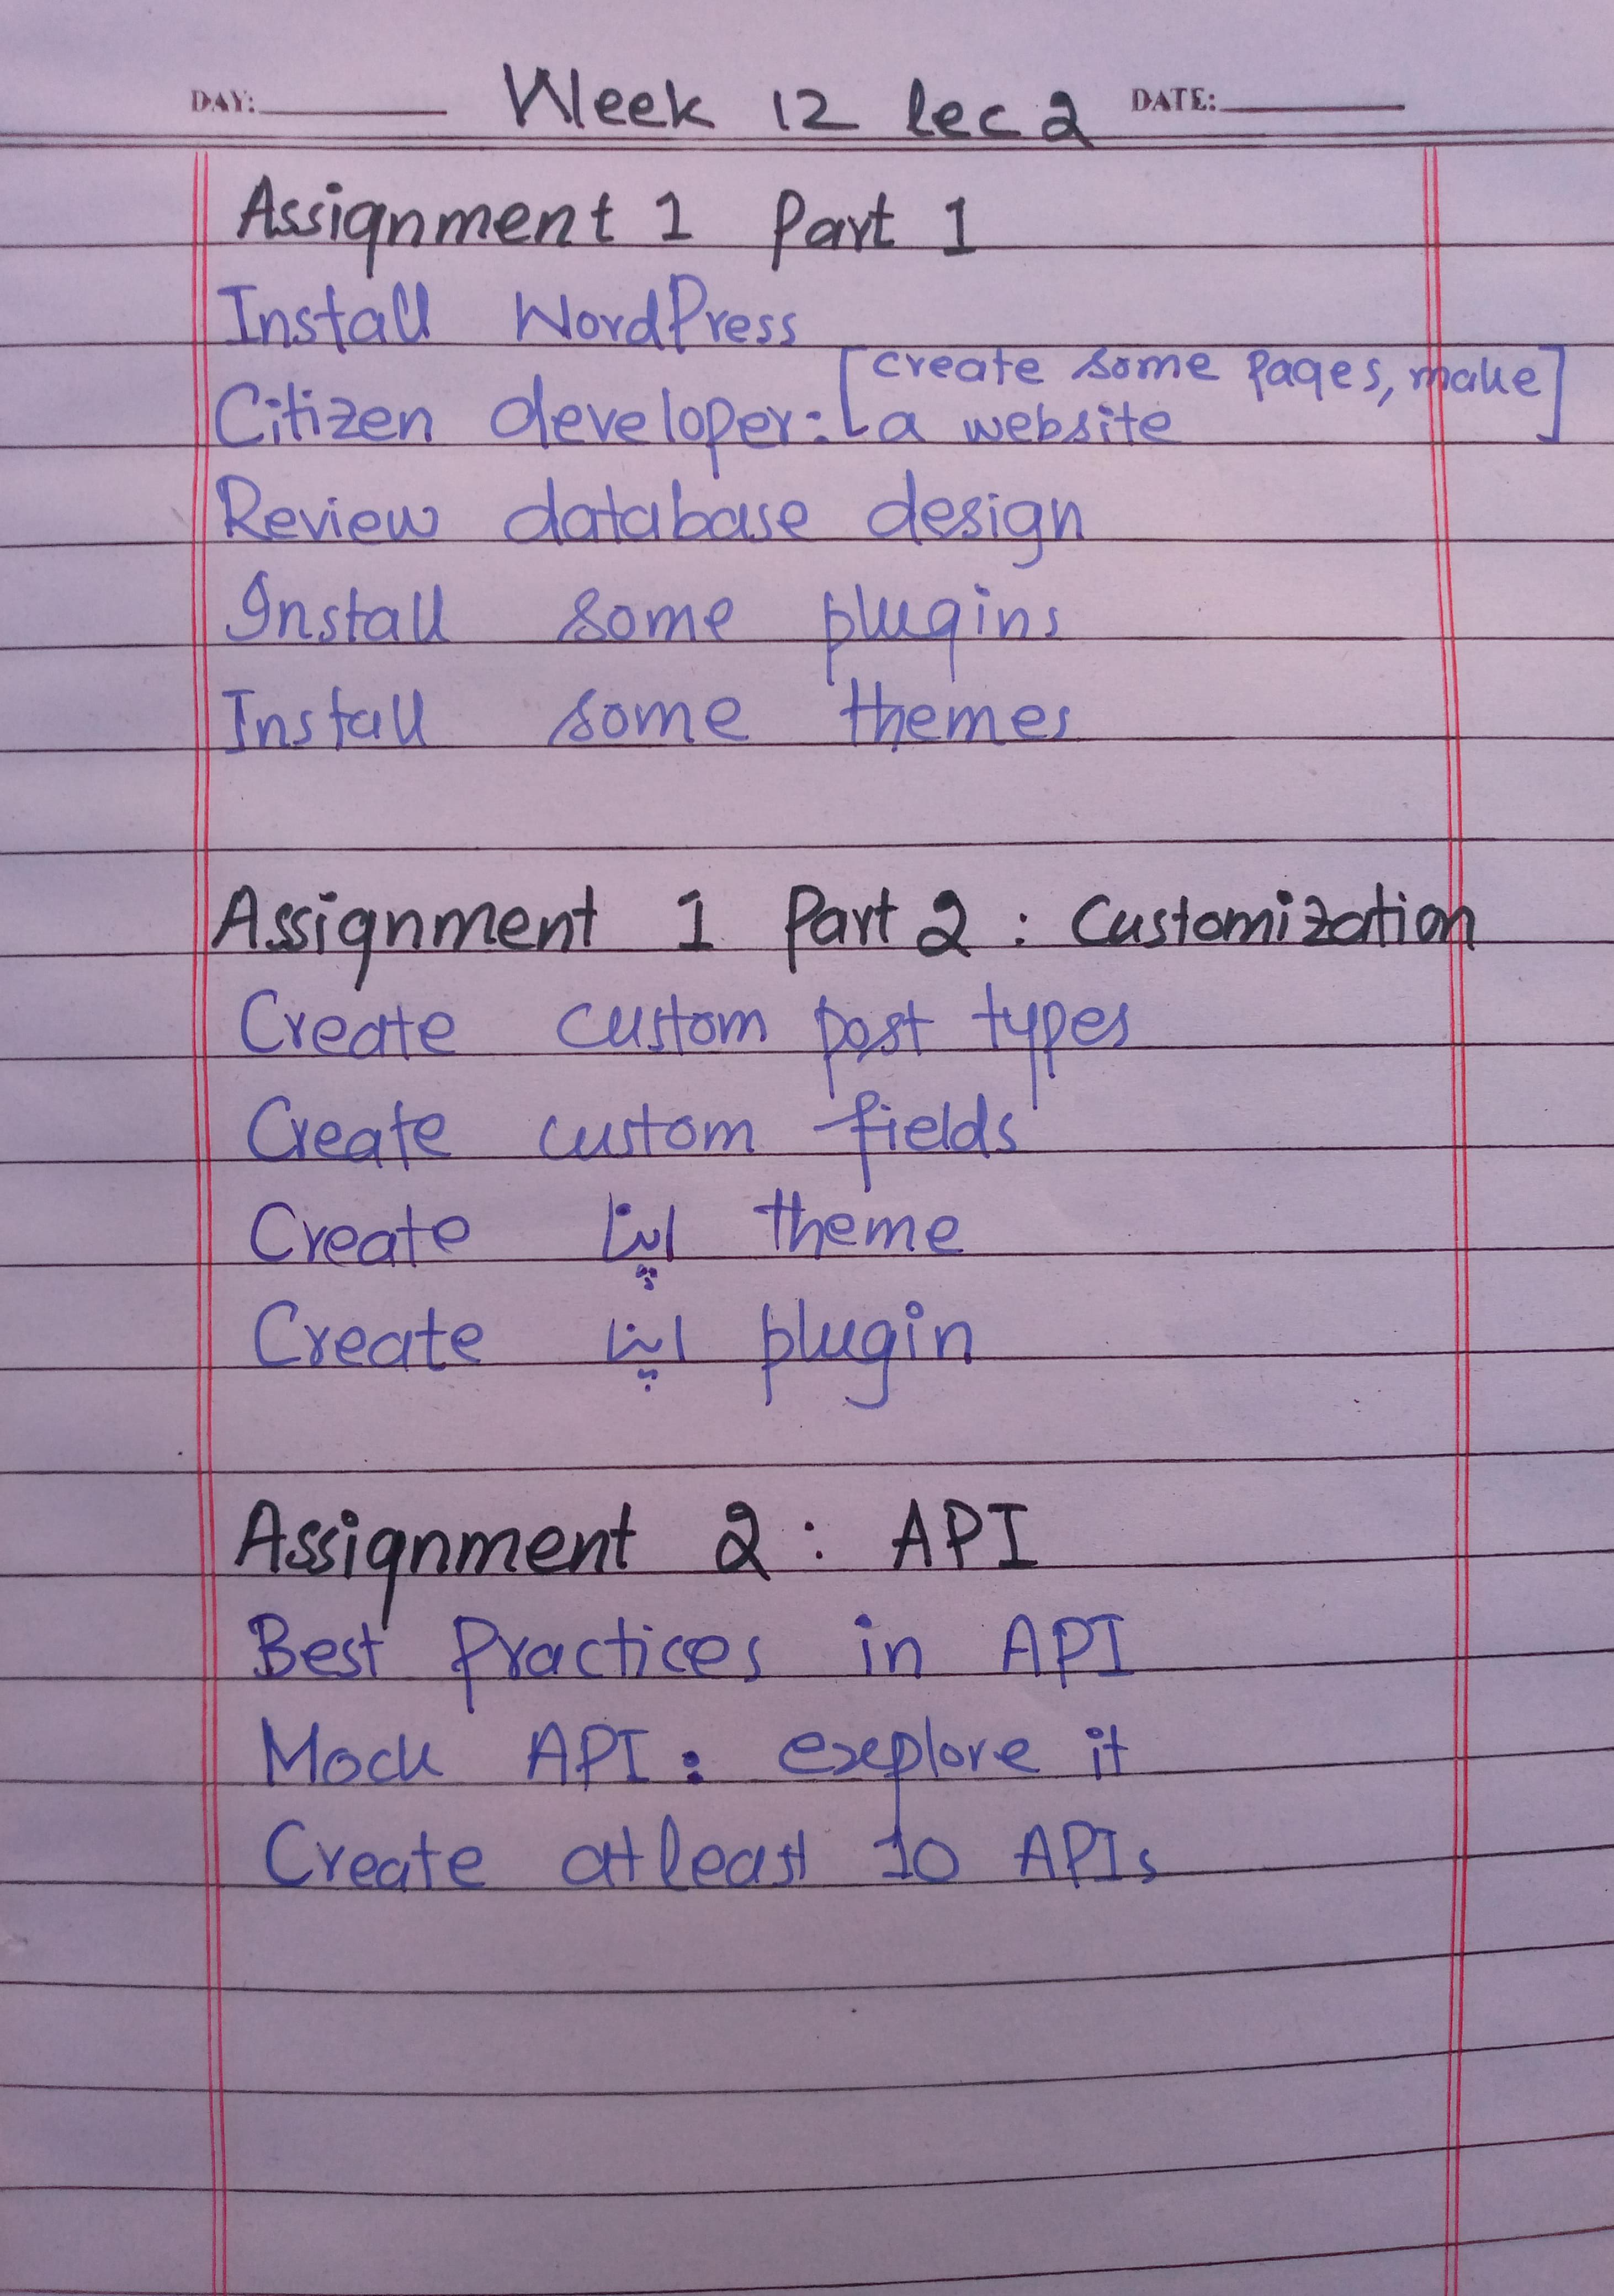 DAY: Week 12 lec 2 DATE:
Assignment 1 Part 1
Install WordPress
Citizen developer: [create some pages, make
a website]
Review database design
Install some plugins
Install some themes
Assignment 1 Part 2 : Customization
Create custom post types
Create custom fields
Create اپنا theme
Create اپنا plugin
Assignment 2 : API
Best Practices in API
Mock API : explore it
Create atleast 10 APIs